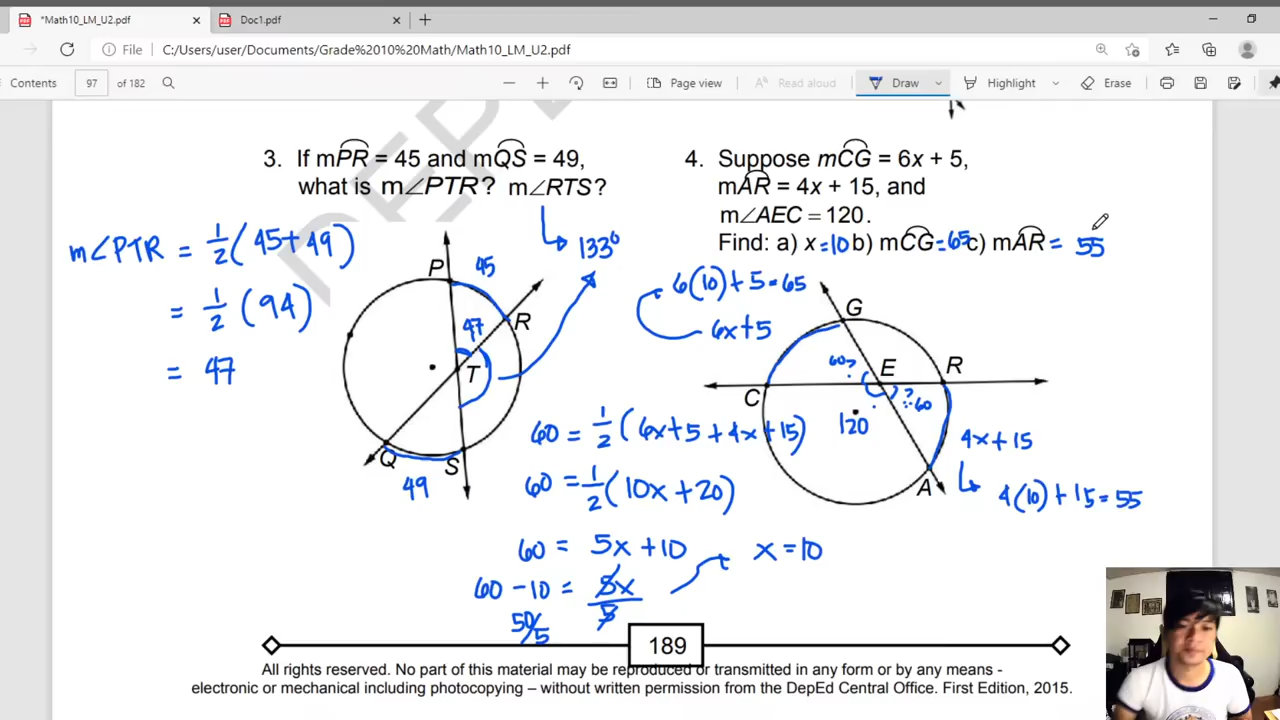 *Math10_LM_U2.pdf
Doc1.pdf
File
C:/Users/user/Documents/Grade%2010%20Math/Math10_LM_U2.pdf
Contents
97
of 182
Page view
Read aloud
Draw
Highlight
Erase
3. If mPR = 45 and mQS = 49,
what is m∠PTR? m∠RTS?
m∠PTR = 1/2 (45+49)
= 1/2 (94)
= 47
133°
P
45
47
R
T
Q
S
49
4. Suppose mCG = 6x + 5,
mAR = 4x + 15, and
m∠AEC = 120.
Find: a) x =10 b) mCG =65 c) mAR = 55
6(10)+5=65
6x+5
G
60?
E
R
C
?
60
120
4x+15
A
4(10)+15=55
60 = 1/2 (6x+5+4x+15)
60 = 1/2 (10x+20)
60 = 5x+10
x=10
60-10 = 5x/5
50/5
189
All rights reserved. No part of this material may be reproduced or transmitted in any form or by any means -
electronic or mechanical including photocopying – without written permission from the DepEd Central Office. First Edition, 2015.